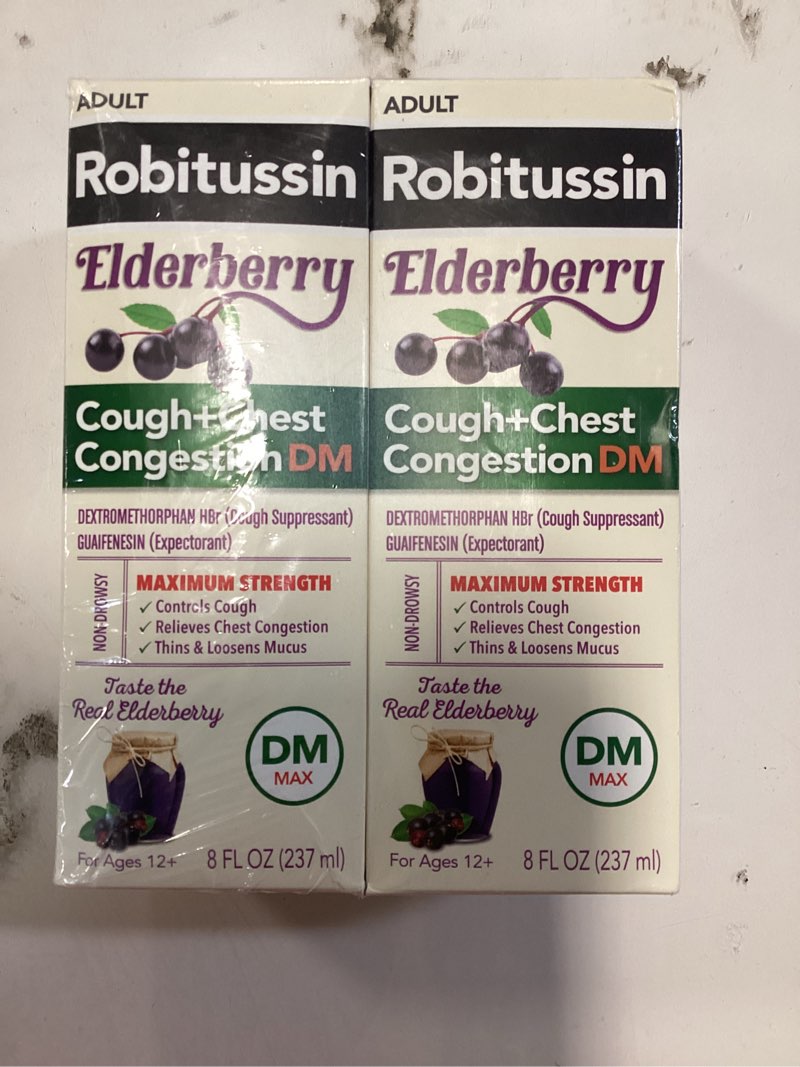 ADULT
Robitussin
Elderberry
Cough+Chest
Congestion DM
DEXTROMETHORPHAN HBr (Cough Suppressant)
GUAIFENESIN (Expectorant)
NON-DROWSY
MAXIMUM STRENGTH
✓ Controls Cough
✓ Relieves Chest Congestion
✓ Thins & Loosens Mucus
Taste the
Real Elderberry
DM
MAX
For Ages 12+ 8 FL OZ (237 ml)
ADULT
Robitussin
Elderberry
Cough+Chest
Congestion DM
DEXTROMETHORPHAN HBr (Cough Suppressant)
GUAIFENESIN (Expectorant)
NON-DROWSY
MAXIMUM STRENGTH
✓ Controls Cough
✓ Relieves Chest Congestion
✓ Thins & Loosens Mucus
Taste the
Real Elderberry
DM
MAX
For Ages 12+ 8 FL OZ (237 ml)